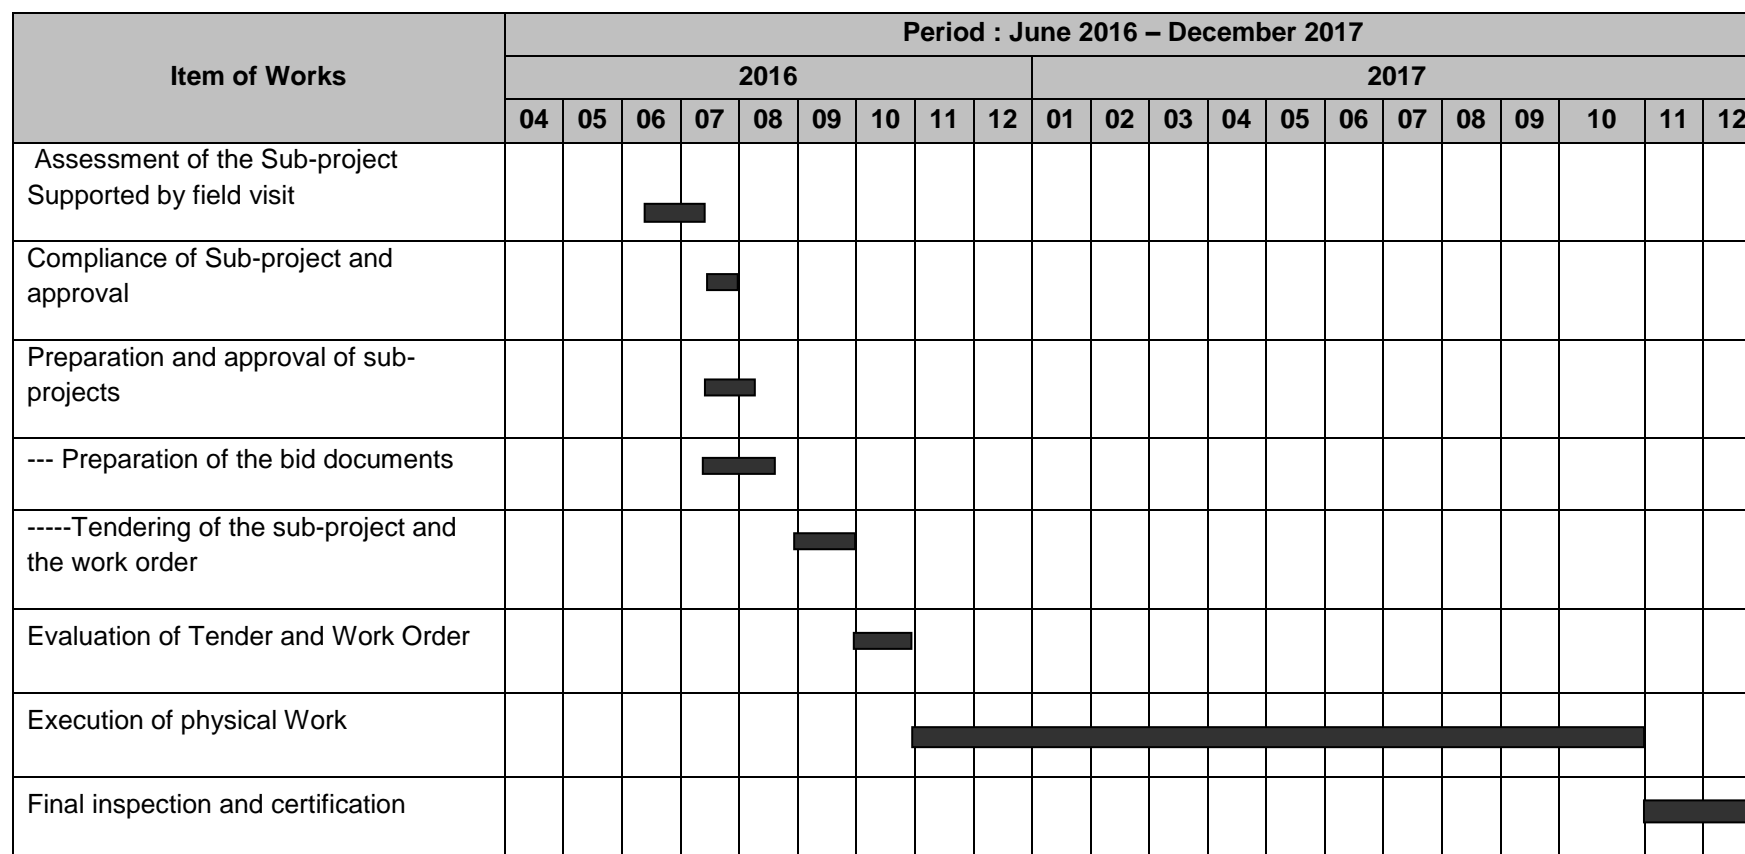 Item of Works
Period : June 2016 – December 2017
2016 2017
04 05 06 07 08 09 10 11 12 01 02 03 04 05 06 07 08 09 10 11 12
Assessment of the Sub-project
Supported by field visit
Compliance of Sub-project and
approval
Preparation and approval of sub-
projects
--- Preparation of the bid documents
-----Tendering of the sub-project and
the work order
Evaluation of Tender and Work Order
Execution of physical Work
Final inspection and certification